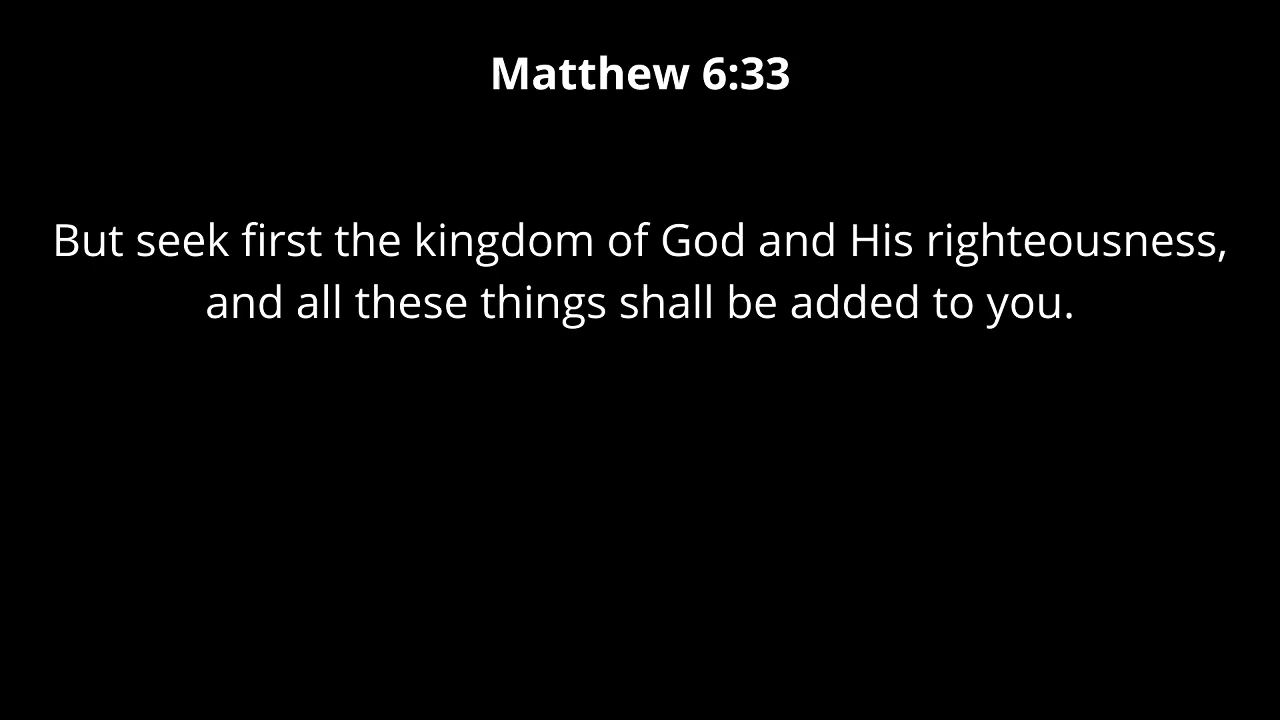 Matthew 6:33
But seek first the kingdom of God and His righteousness,
and all these things shall be added to you.